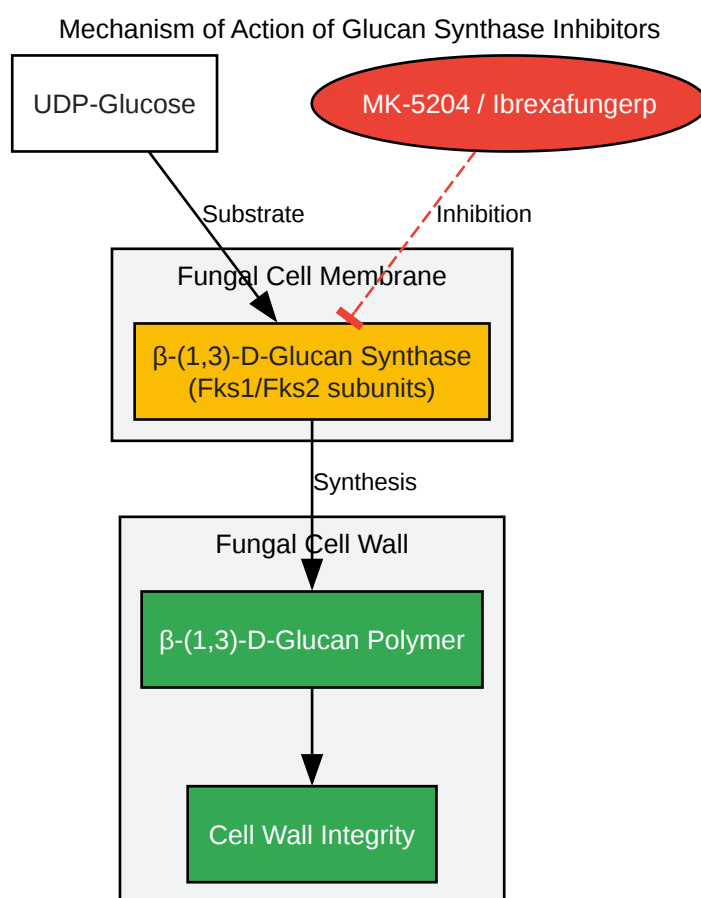 Mechanism of Action of Glucan Synthase Inhibitors
UDP-Glucose
MK-5204 / Ibrexafungerp
Substrate
Inhibition
Fungal Cell Membrane
β-(1,3)-D-Glucan Synthase
(Fks1/Fks2 subunits)
Synthesis
Fungal Cell Wall
β-(1,3)-D-Glucan Polymer
Cell Wall Integrity